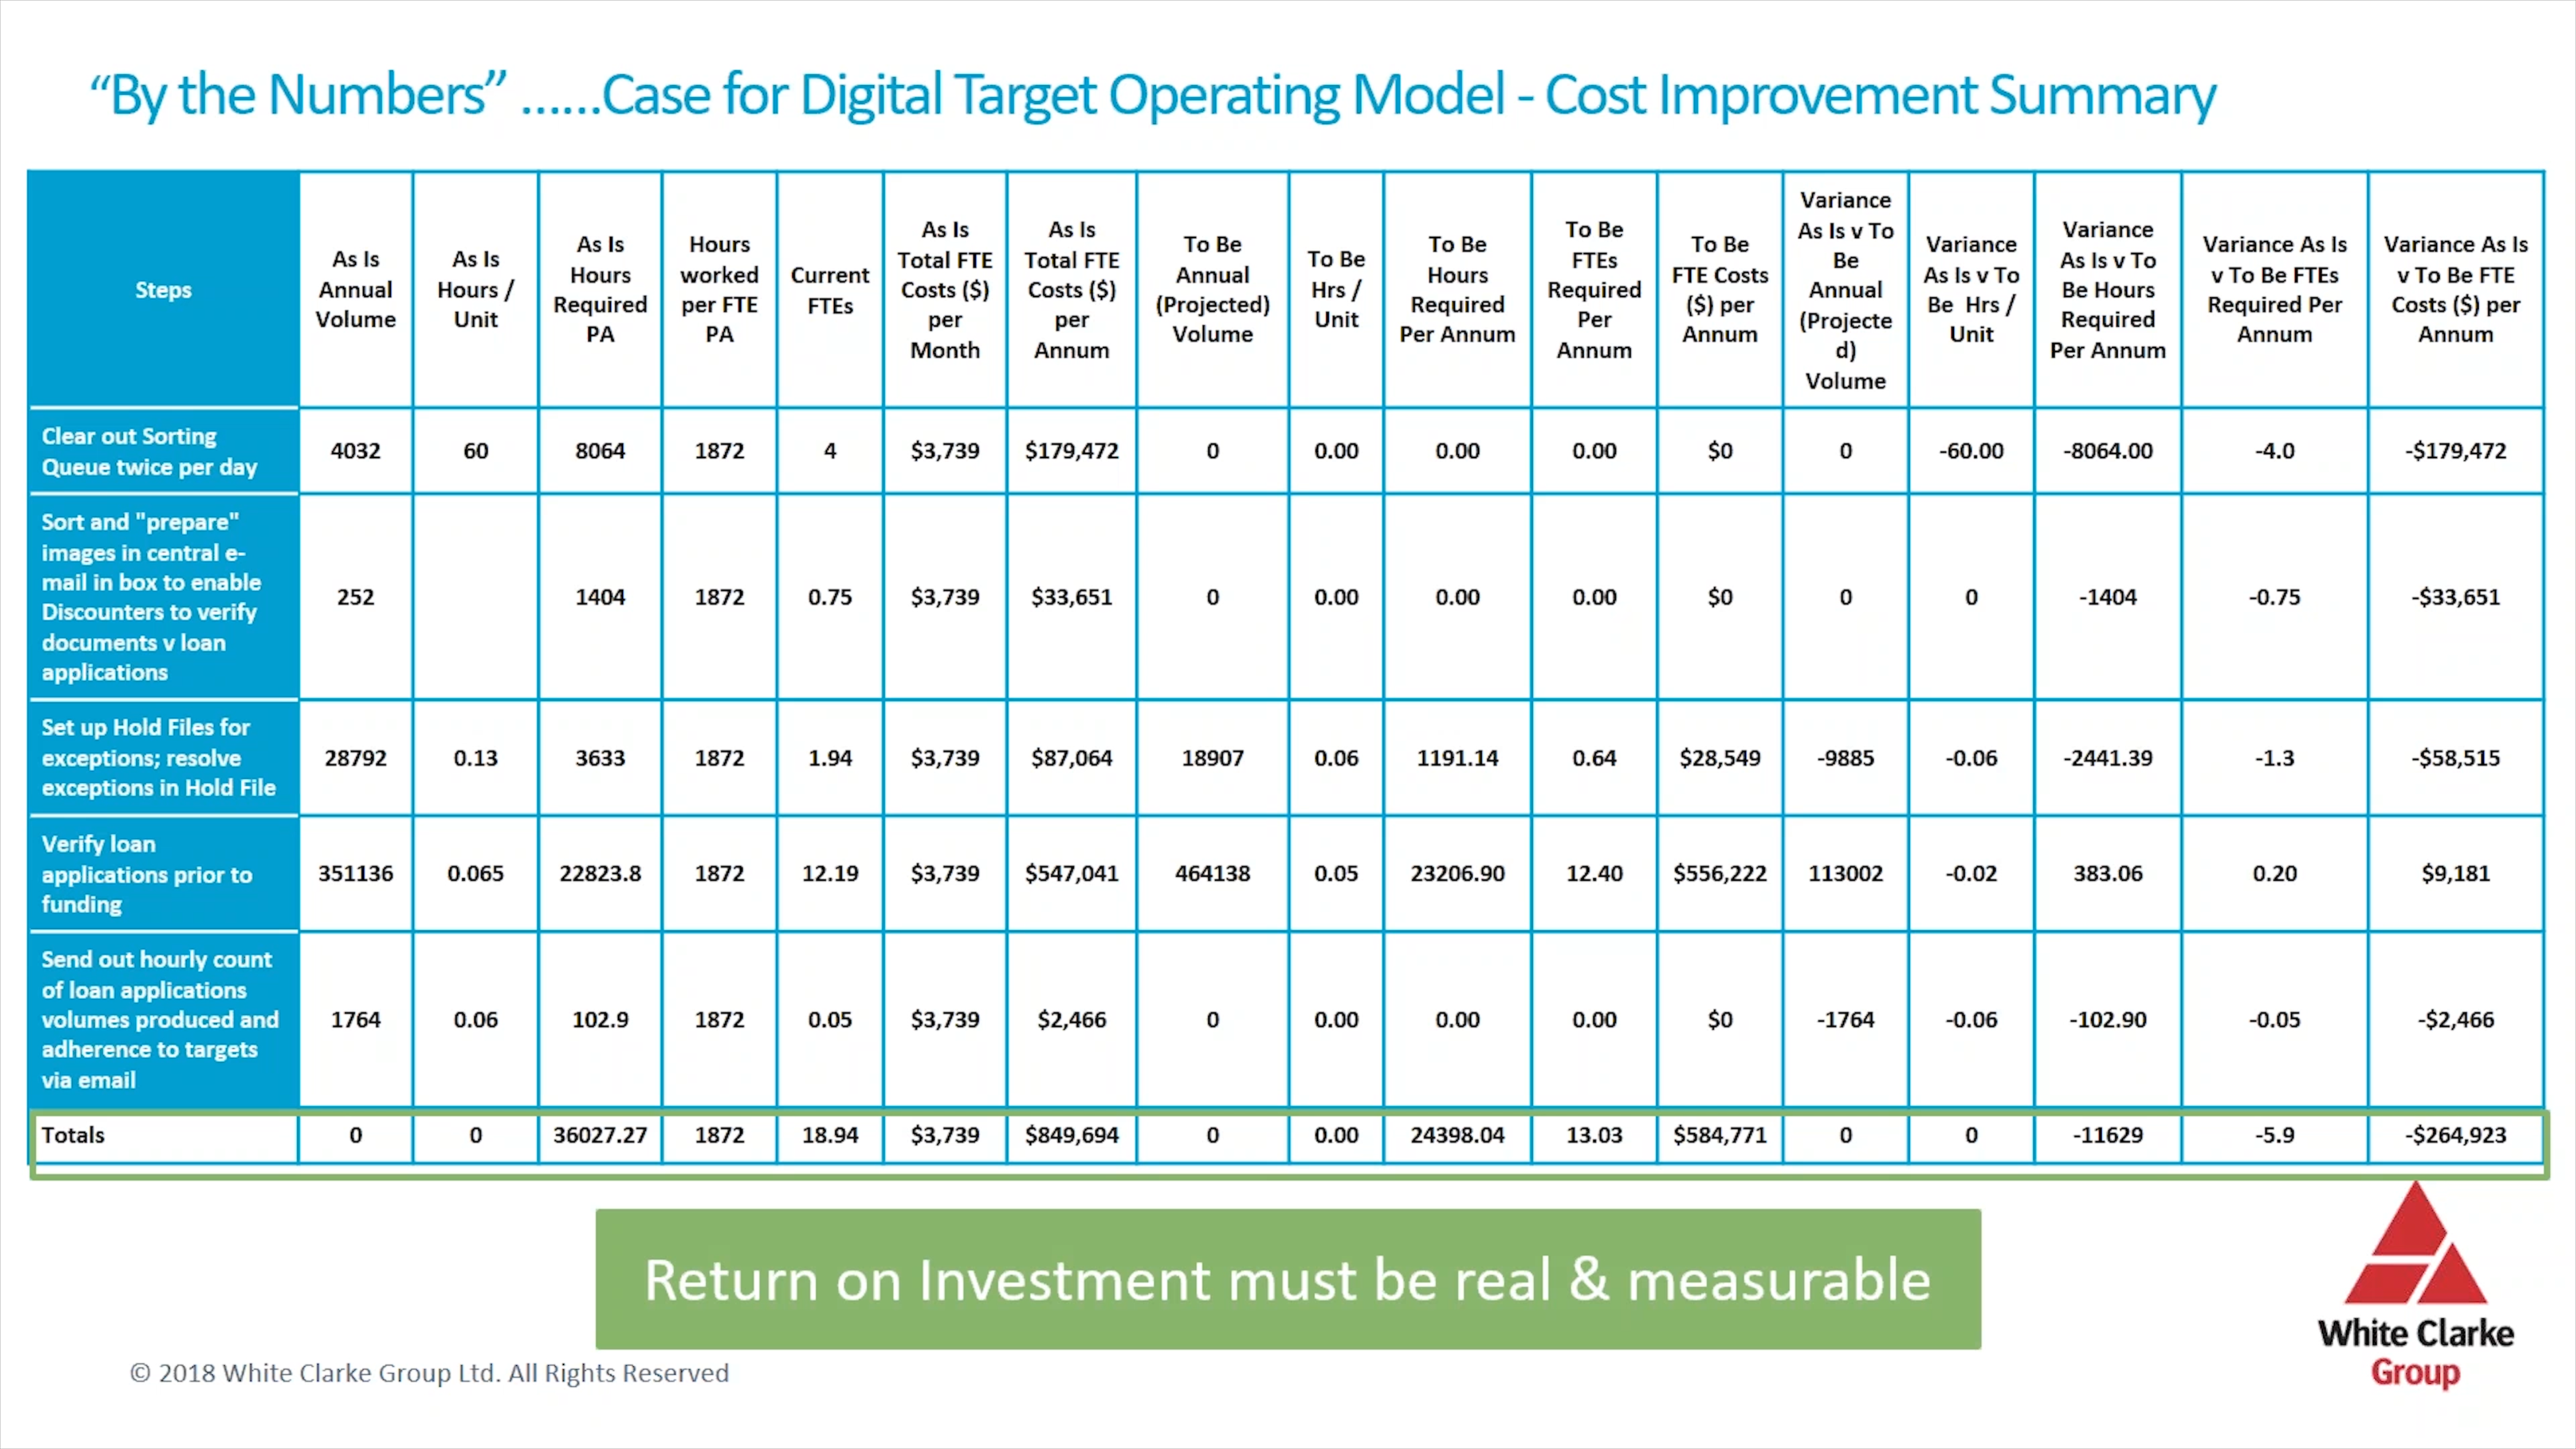 “By the Numbers” ......Case for Digital Target Operating Model - Cost Improvement Summary
Steps
As Is
Annual
Volume
As Is
Hours /
Unit
As Is
Hours
Required
PA
Hours
worked
per FTE
PA
Current
FTEs
As Is
Total FTE
Costs ($)
per
Month
As Is
Total FTE
Costs ($)
per
Annum
To Be
Annual
(Projected)
Volume
To Be
Hrs /
Unit
To Be
Hours
Required
Per Annum
To Be
FTEs
Required
Per
Annum
To Be
FTE Costs
($) per
Annum
Variance
As Is v To
Be
Annual
(Projecte
d)
Volume
Variance
As Is v To
Be Hrs /
Unit
Variance
As Is v To
Be Hours
Required
Per Annum
Variance As Is
v To Be FTEs
Required Per
Annum
Variance As Is
v To Be FTE
Costs ($) per
Annum
Clear out Sorting
Queue twice per day
4032 60 8064 1872 4 $3,739 $179,472 0 0.00 0.00 0.00 $0 0 -60.00 -8064.00 -4.0 -$179,472
Sort and "prepare"
images in central e-
mail in box to enable
Discounters to verify
documents v loan
applications
252 1404 1872 0.75 $3,739 $33,651 0 0.00 0.00 0.00 $0 0 0 -1404 -0.75 -$33,651
Set up Hold Files for
exceptions; resolve
exceptions in Hold File
28792 0.13 3633 1872 1.94 $3,739 $87,064 18907 0.06 1191.14 0.64 $28,549 -9885 -0.06 -2441.39 -1.3 -$58,515
Verify loan
applications prior to
funding
351136 0.065 22823.8 1872 12.19 $3,739 $547,041 464138 0.05 23206.90 12.40 $556,222 113002 -0.02 383.06 0.20 $9,181
Send out hourly count
of loan applications
volumes produced and
adherence to targets
via email
1764 0.06 102.9 1872 0.05 $3,739 $2,466 0 0.00 0.00 0.00 $0 -1764 -0.06 -102.90 -0.05 -$2,466
Totals 0 0 36027.27 1872 18.94 $3,739 $849,694 0 0.00 24398.04 13.03 $584,771 0 0 -11629 -5.9 -$264,923
Return on Investment must be real & measurable
White Clarke
Group
© 2018 White Clarke Group Ltd. All Rights Reserved